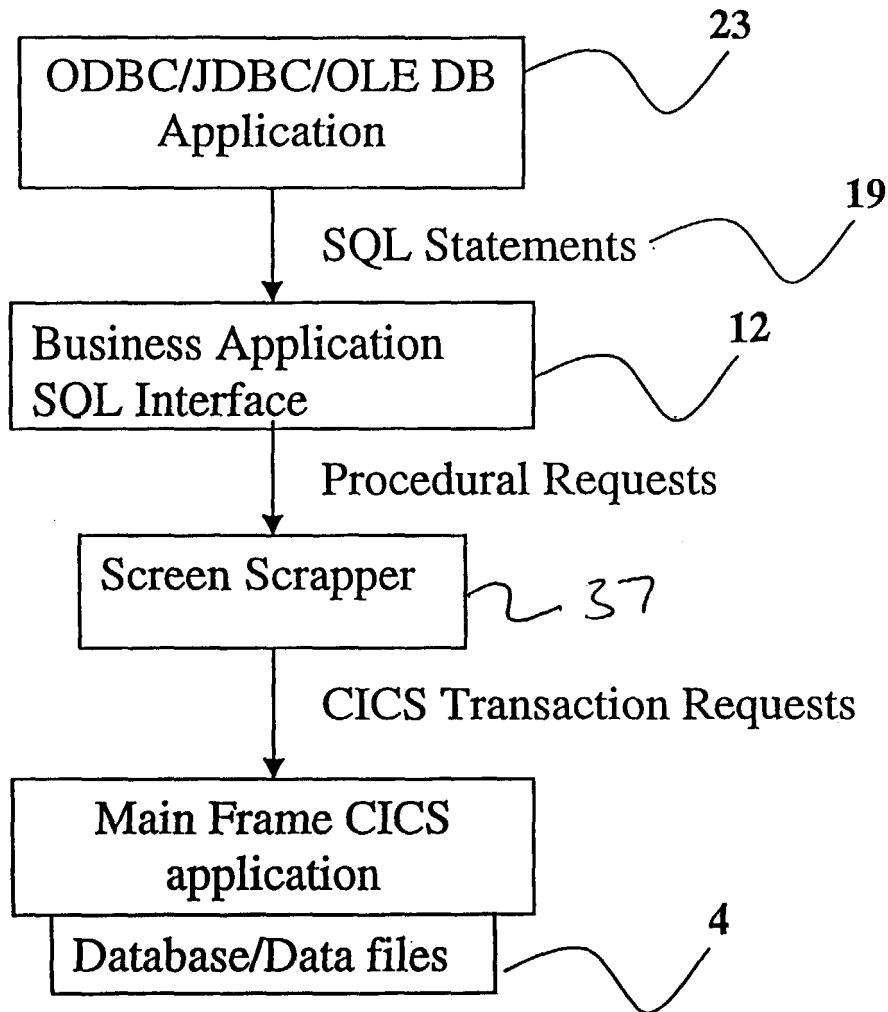 23
ODBC/JDBC/OLE DB
Application
19
SQL Statements
12
Business Application
SQL Interface
Procedural Requests
Screen Scrapper
37
CICS Transaction Requests
Main Frame CICS
application
4
Database/Data files